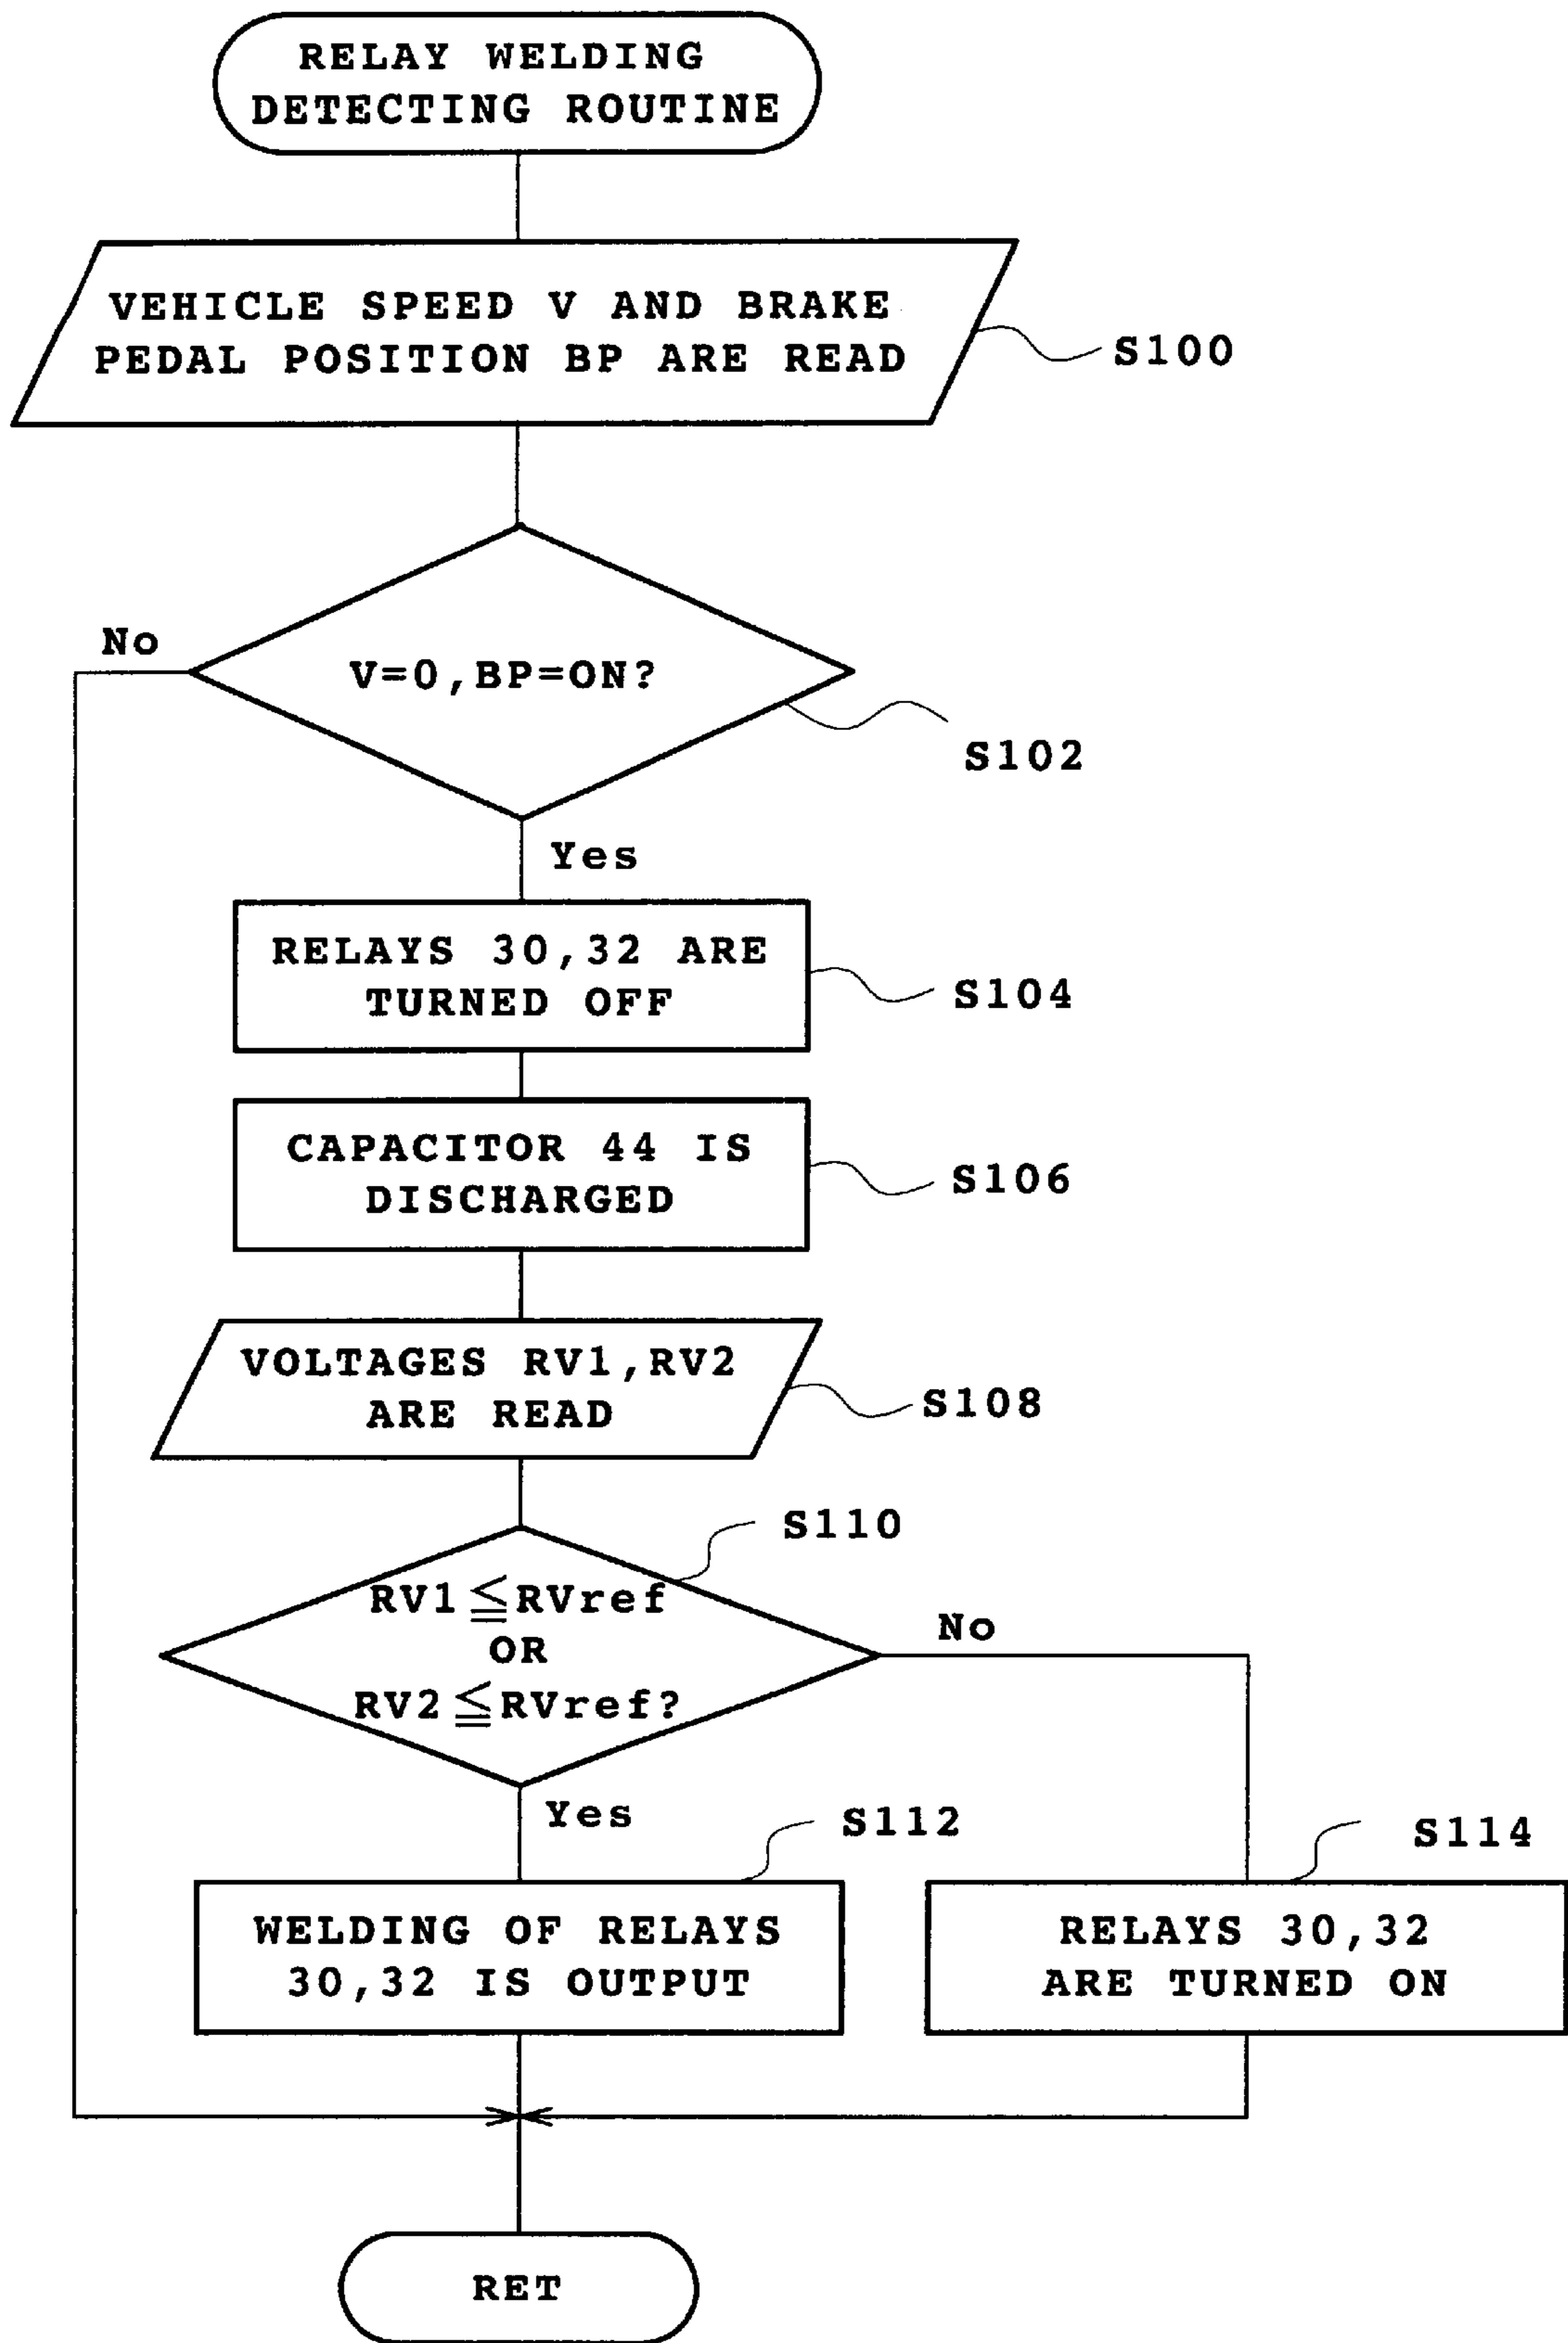 RELAY WELDING
DETECTING ROUTINE
VEHICLE SPEED V AND BRAKE
PEDAL POSITION BP ARE READ
S100
No
V=0,BP=ON?
S102
Yes
RELAYS 30,32 ARE
TURNED OFF
S104
CAPACITOR 44 IS
DISCHARGED
S106
VOLTAGES RV1,RV2
ARE READ
S108
S110
RV1≦RVref
OR
RV2≦RVref?
No
Yes
S112
S114
WELDING OF RELAYS
30,32 IS OUTPUT
RELAYS 30,32
ARE TURNED ON
RET